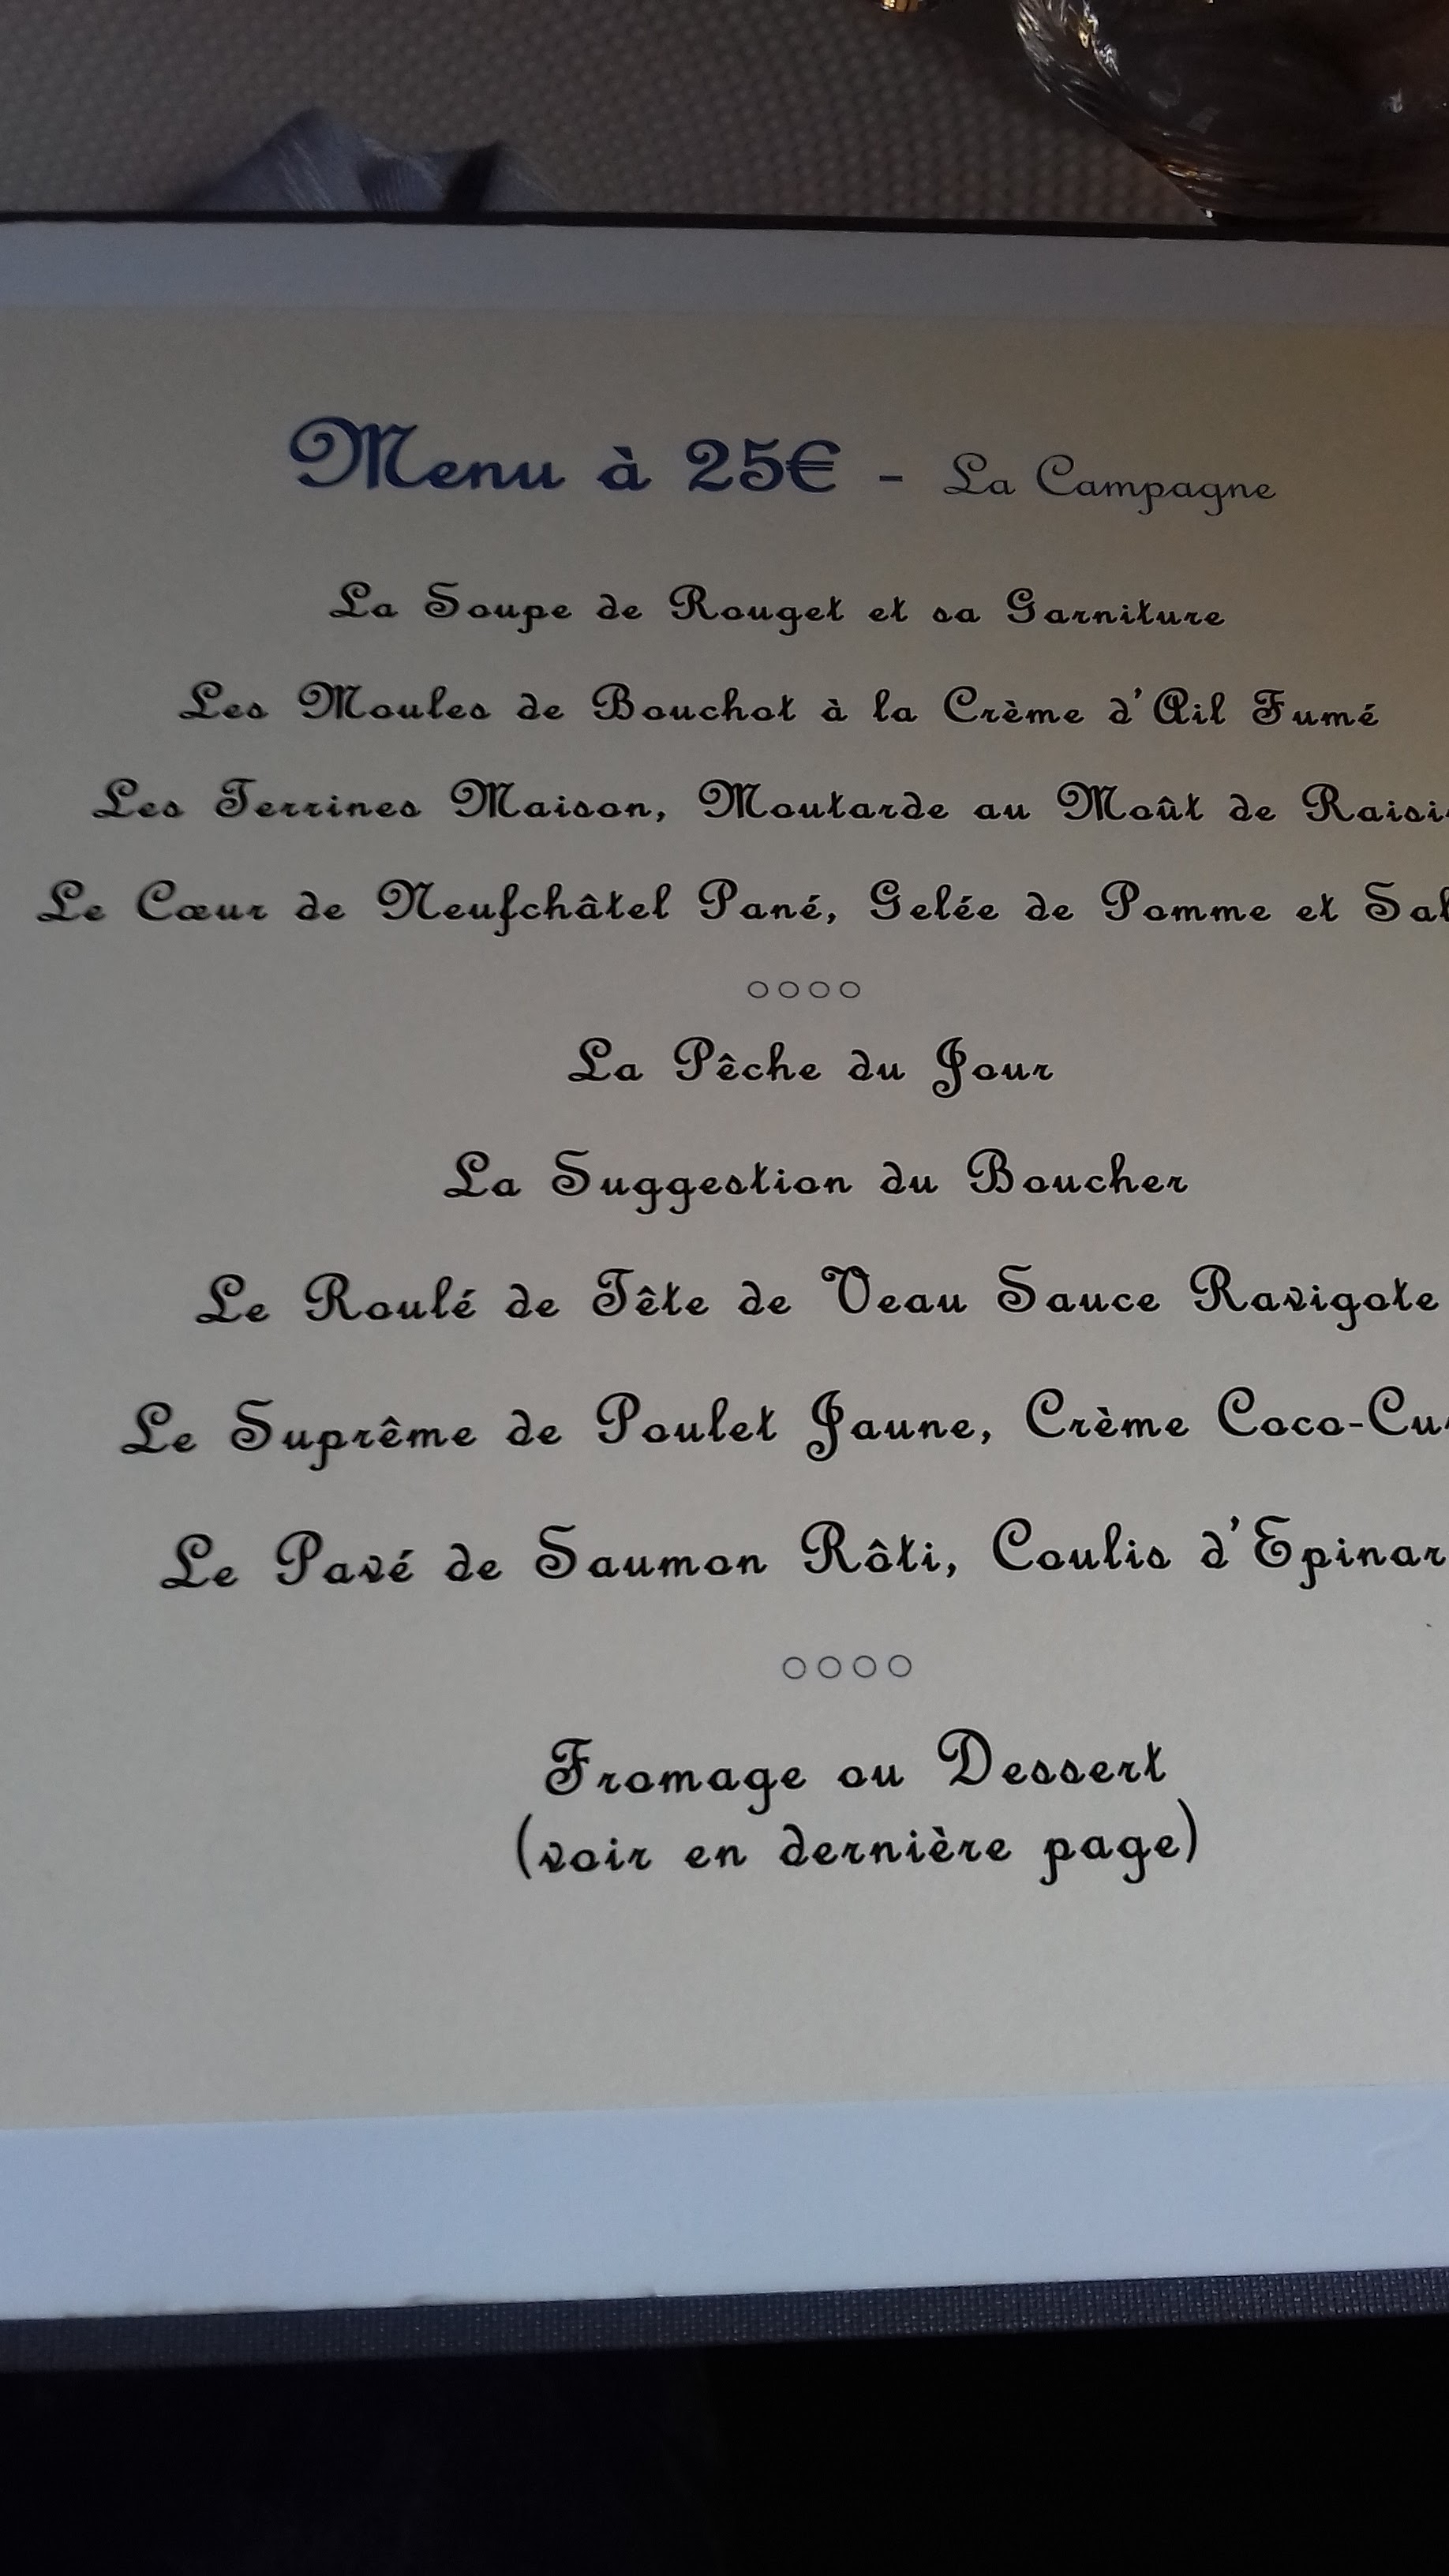 Menu à 25€ - La Campagne
La Soupe de Rouget et sa Garniture
Les Moules de Bouchot à la Crème d'Ail Fumé
Les Terrines Maison, Moutarde au Moût de
Le Cœur de Neufchâtel Pané, Gelée de Pomme et
oooo
La Pêche du Jour
La Suggestion du Boucher
Le Roulé de Tête de Veau Sauce Ravigote
Le Suprême de Poulet Jaune, Crème
Le Pavé de Saumon Rôti, Coulis
oooo
Fromage ou Dessert
(voir en dernière page)